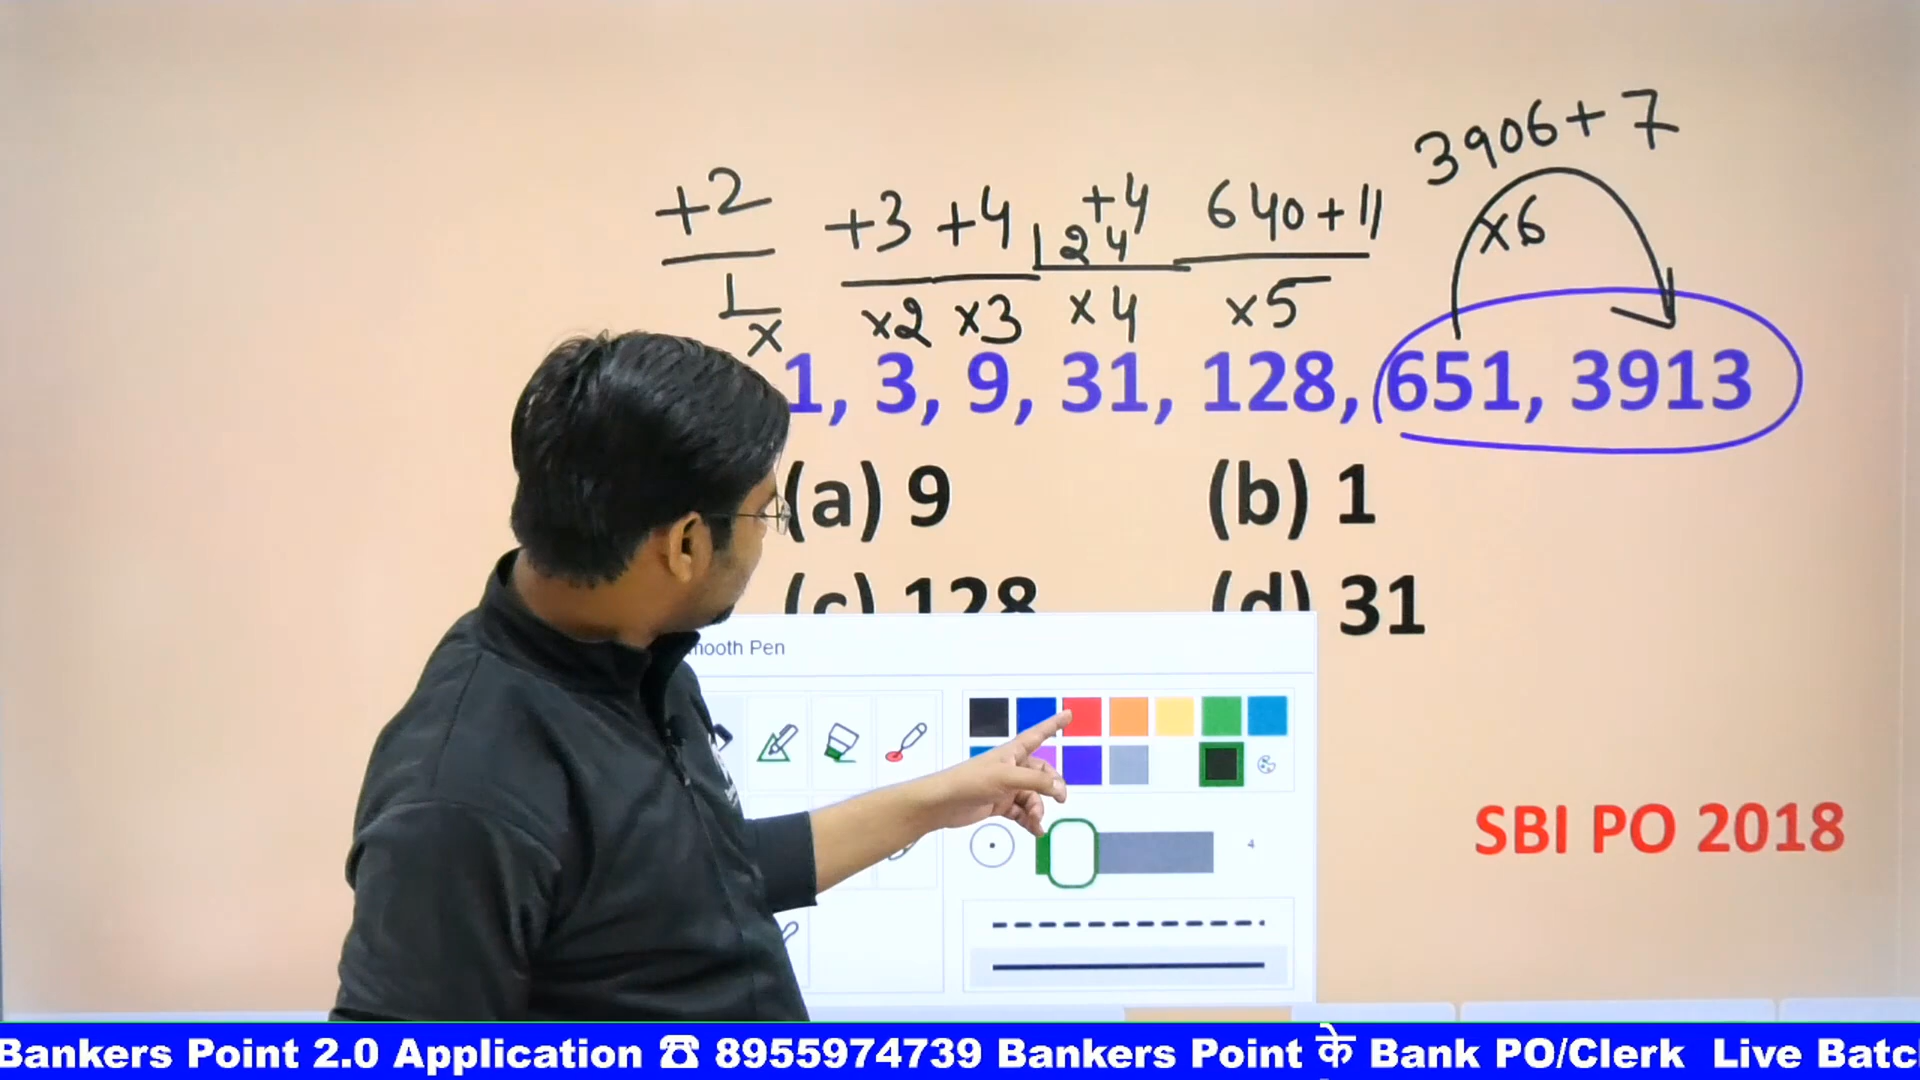 3906+7
+2 +3 +4 +4 640+11
124
×6
1× ×2 ×3 ×4 ×5
1, 3, 9, 31, 128, 651, 3913
(a) 9 (b) 1
(c) 128 (d) 31
mooth Pen
4
SBI PO 2018
Bankers Point 2.0 Application ☎ 8955974739 Bankers Point के Bank PO/Clerk Live Batc